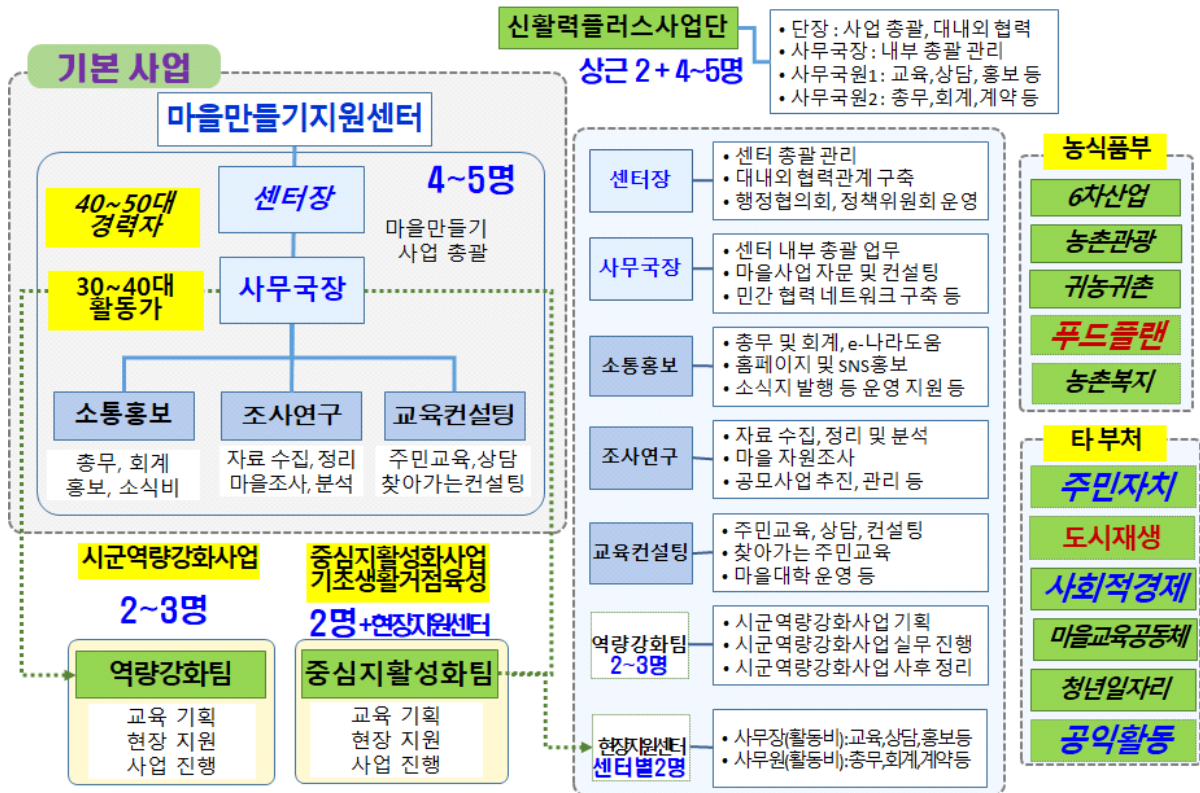 신활력플러스사업단
상근 2 + 4~5명
• 단장 : 사업 총괄, 대내외 협력
• 사무국장 : 내부 총괄 관리
• 사무국원1 : 교육,상담,홍보 등
• 사무국원2 : 총무,회계,계약 등
기본 사업
마을만들기지원센터
센터장
4~5명
40~50대
경력자
마을만들기
사업 총괄
30~40대
활동가
사무국장
소통홍보
조사연구
교육컨설팅
총무, 회계
홍보, 소식비
자료 수집,정리
마을조사,분석
주민교육,상담
찾아가는컨설팅
시군역량강화사업
2~3명
중심지활성화사업
기초생활거점육성
2명+현장지원센터
역량강화팀
교육 기획
현장 지원
사업 진행
중심지활성화팀
교육 기획
현장 지원
사업 진행
센터장
• 센터 총괄 관리
• 대내외 협력관계 구축
• 행정협의회, 정책위원회 운영
사무국장
• 센터 내부 총괄 업무
• 마을사업 자문 및 컨설팅
• 민간 협력 네트워크 구축 등
소통홍보
• 총무 및 회계, e-나라도움
• 홈페이지 및 SNS홍보
• 소식지 발행 등 운영 지원 등
조사연구
• 자료 수집,정리 및 분석
• 마을 자원조사
• 공모사업 추진, 관리 등
교육컨설팅
• 주민교육, 상담, 컨설팅
• 찾아가는 주민교육
• 마을대학 운영 등
역량강화팀
2~3명
• 시군역량강화사업 기획
• 시군역량강화사업 실무 진행
• 시군역량강화사업 사후 정리
현장지원센터
센터별2명
• 사무장(활동비):교육,상담,홍보등
• 사무원(활동비):총무,회계,계약등
농식품부
6차산업
농촌관광
귀농귀촌
푸드플랜
농촌복지
타 부처
주민자치
도시재생
사회적경제
마을교육공동체
청년일자리
공익활동